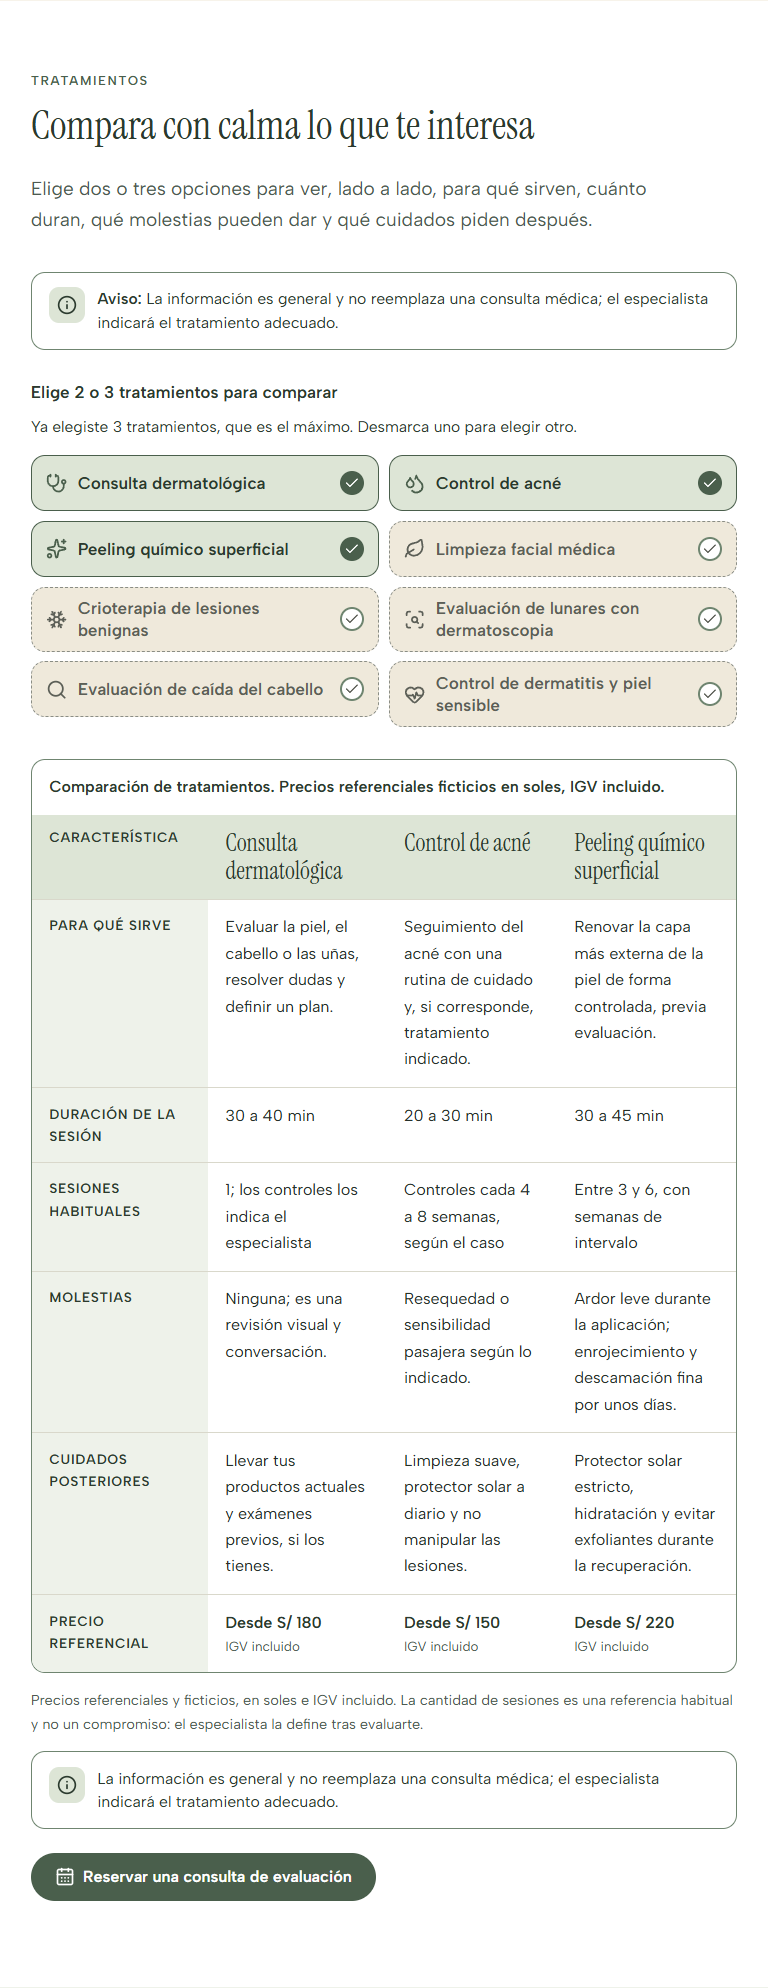 TRATAMIENTOS
Compara con calma lo que te interesa
Elige dos o tres opciones para ver, lado a lado, para qué sirven, cuánto
duran, qué molestias pueden dar y qué cuidados piden después.
Aviso: La información es general y no reemplaza una consulta médica; el especialista
indicará el tratamiento adecuado.
Elige 2 o 3 tratamientos para comparar
Ya elegiste 3 tratamientos, que es el máximo. Desmarca uno para elegir otro.
Consulta dermatológica
Control de acné
Peeling químico superficial
Limpieza facial médica
Crioterapia de lesiones
benignas
Evaluación de lunares con
dermatoscopia
Evaluación de caída del cabello
Control de dermatitis y piel
sensible
Comparación de tratamientos. Precios referenciales ficticios en soles, IGV incluido.
CARACTERÍSTICA
Consulta
dermatológica
Control de acné
Peeling químico
superficial
PARA QUÉ SIRVE
Evaluar la piel, el
cabello o las uñas,
resolver dudas y
definir un plan.
Seguimiento del
acné con una
rutina de cuidado
y, si corresponde,
tratamiento
indicado.
Renovar la capa
más externa de la
piel de forma
controlada, previa
evaluación.
DURACIÓN DE LA
SESIÓN
30 a 40 min
20 a 30 min
30 a 45 min
SESIONES
HABITUALES
1; los controles los
indica el
especialista
Controles cada 4
a 8 semanas,
según el caso
Entre 3 y 6, con
semanas de
intervalo
MOLESTIAS
Ninguna; es una
revisión visual y
conversación.
Resequedad o
sensibilidad
pasajera según lo
indicado.
Ardor leve durante
la aplicación;
enrojecimiento y
descamación fina
por unos días.
CUIDADOS
POSTERIORES
Llevar tus
productos actuales
y exámenes
previos, si los
tienes.
Limpieza suave,
protector solar a
diario y no
manipular las
lesiones.
Protector solar
estricto,
hidratación y evitar
exfoliantes durante
la recuperación.
PRECIO
REFERENCIAL
Desde S/ 180
IGV incluido
Desde S/ 150
IGV incluido
Desde S/ 220
IGV incluido
Precios referenciales y ficticios, en soles e IGV incluido. La cantidad de sesiones es una referencia habitual
y no un compromiso: el especialista la define tras evaluarte.
La información es general y no reemplaza una consulta médica; el especialista
indicará el tratamiento adecuado.
Reservar una consulta de evaluación